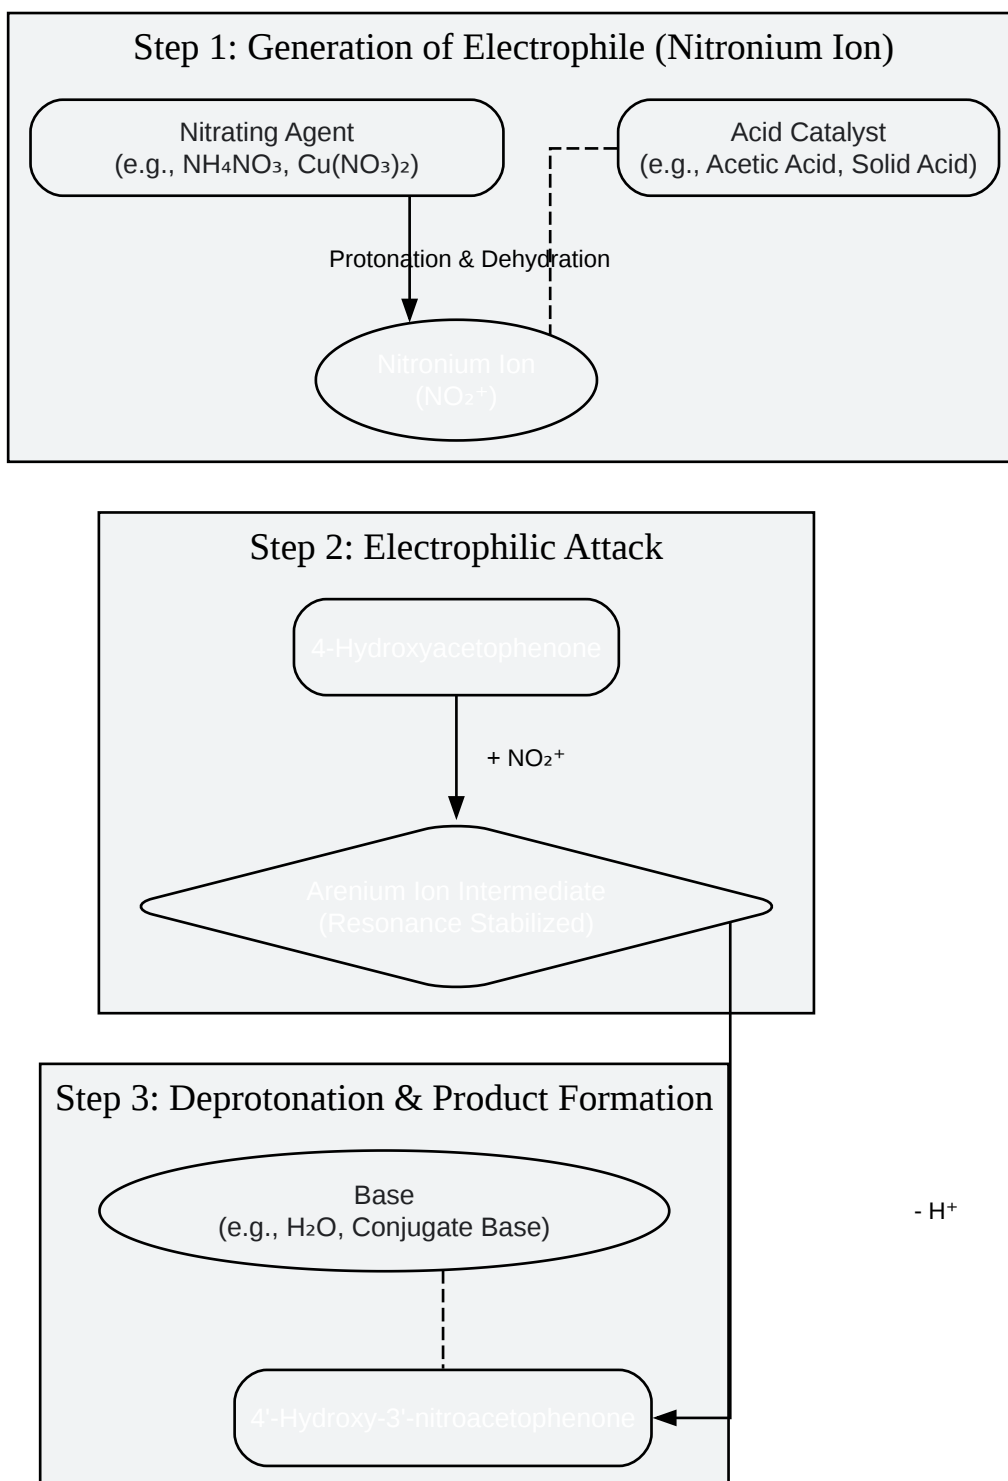 Step 1: Generation of Electrophile (Nitronium Ion)
Nitrating Agent
(e.g., NH₄NO₃, Cu(NO₃)₂)
Acid Catalyst
(e.g., Acetic Acid, Solid Acid)
Protonation & Dehydration
Nitronium Ion
(NO₂⁺)
Step 2: Electrophilic Attack
4-Hydroxyacetophenone
+ NO₂⁺
Arenium Ion Intermediate
(Resonance Stabilized)
Step 3: Deprotonation & Product Formation
Base
(e.g., H₂O, Conjugate Base)
- H⁺
4'-Hydroxy-3'-nitroacetophenone